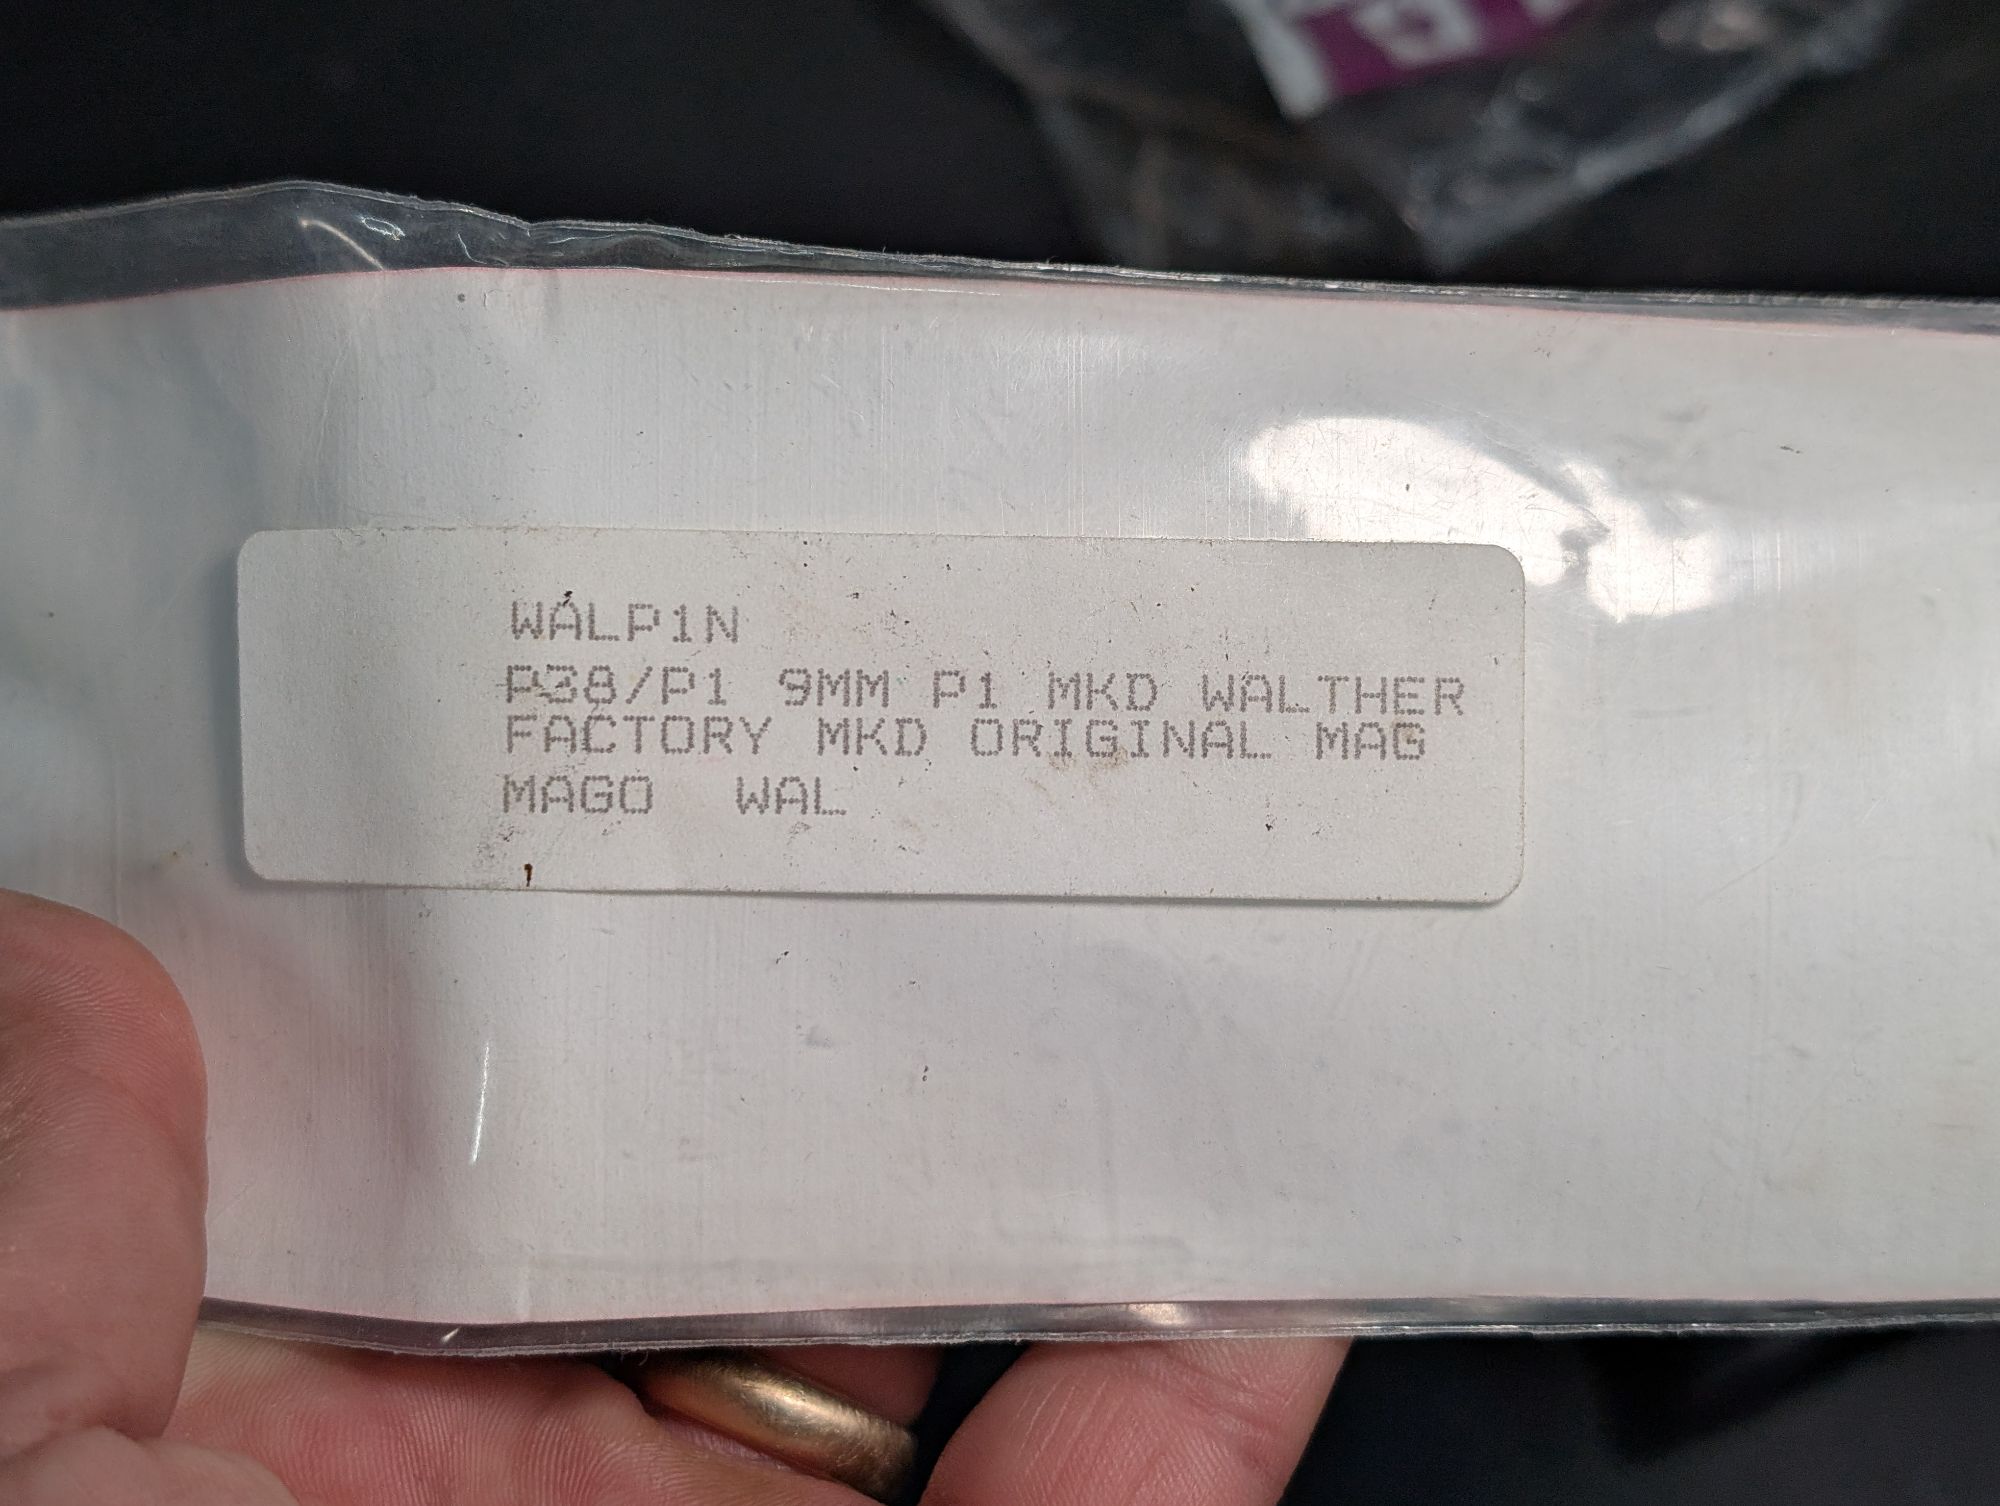 WALP1N
P38/P1 9MM P1 MKD WALTHER
FACTORY MKD ORIGINAL MAG
MAGO WAL